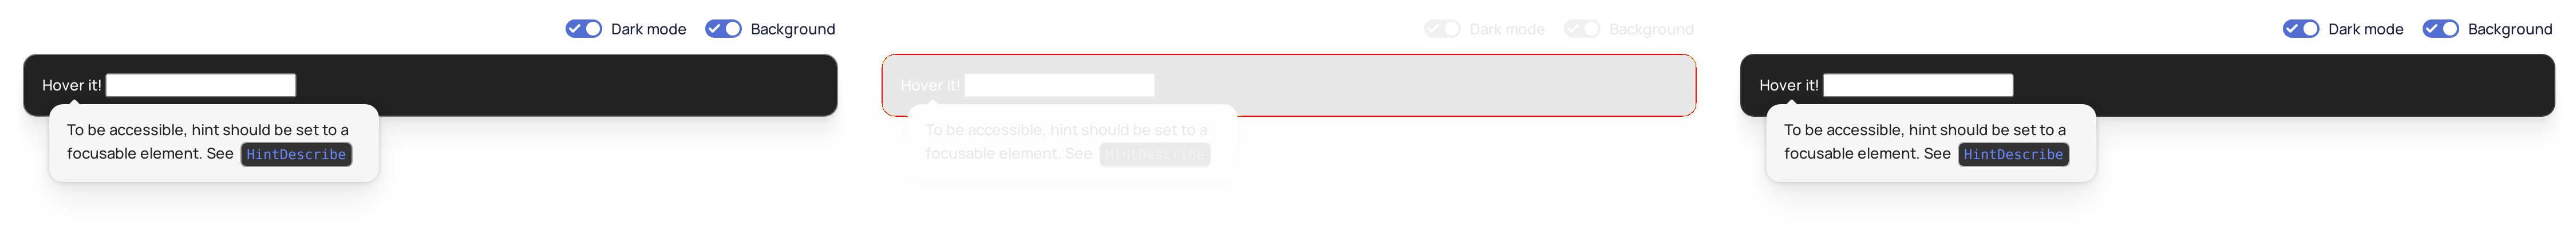 Dark mode Background
Hover it!
To be accessible, hint should be set to a
focusable element. See HintDescribe
Dark mode Background
Hover it!
To be accessible, hint should be set to a
focusable element. See HintDescribe
Dark mode Background
Hover it!
To be accessible, hint should be set to a
focusable element. See HintDescribe